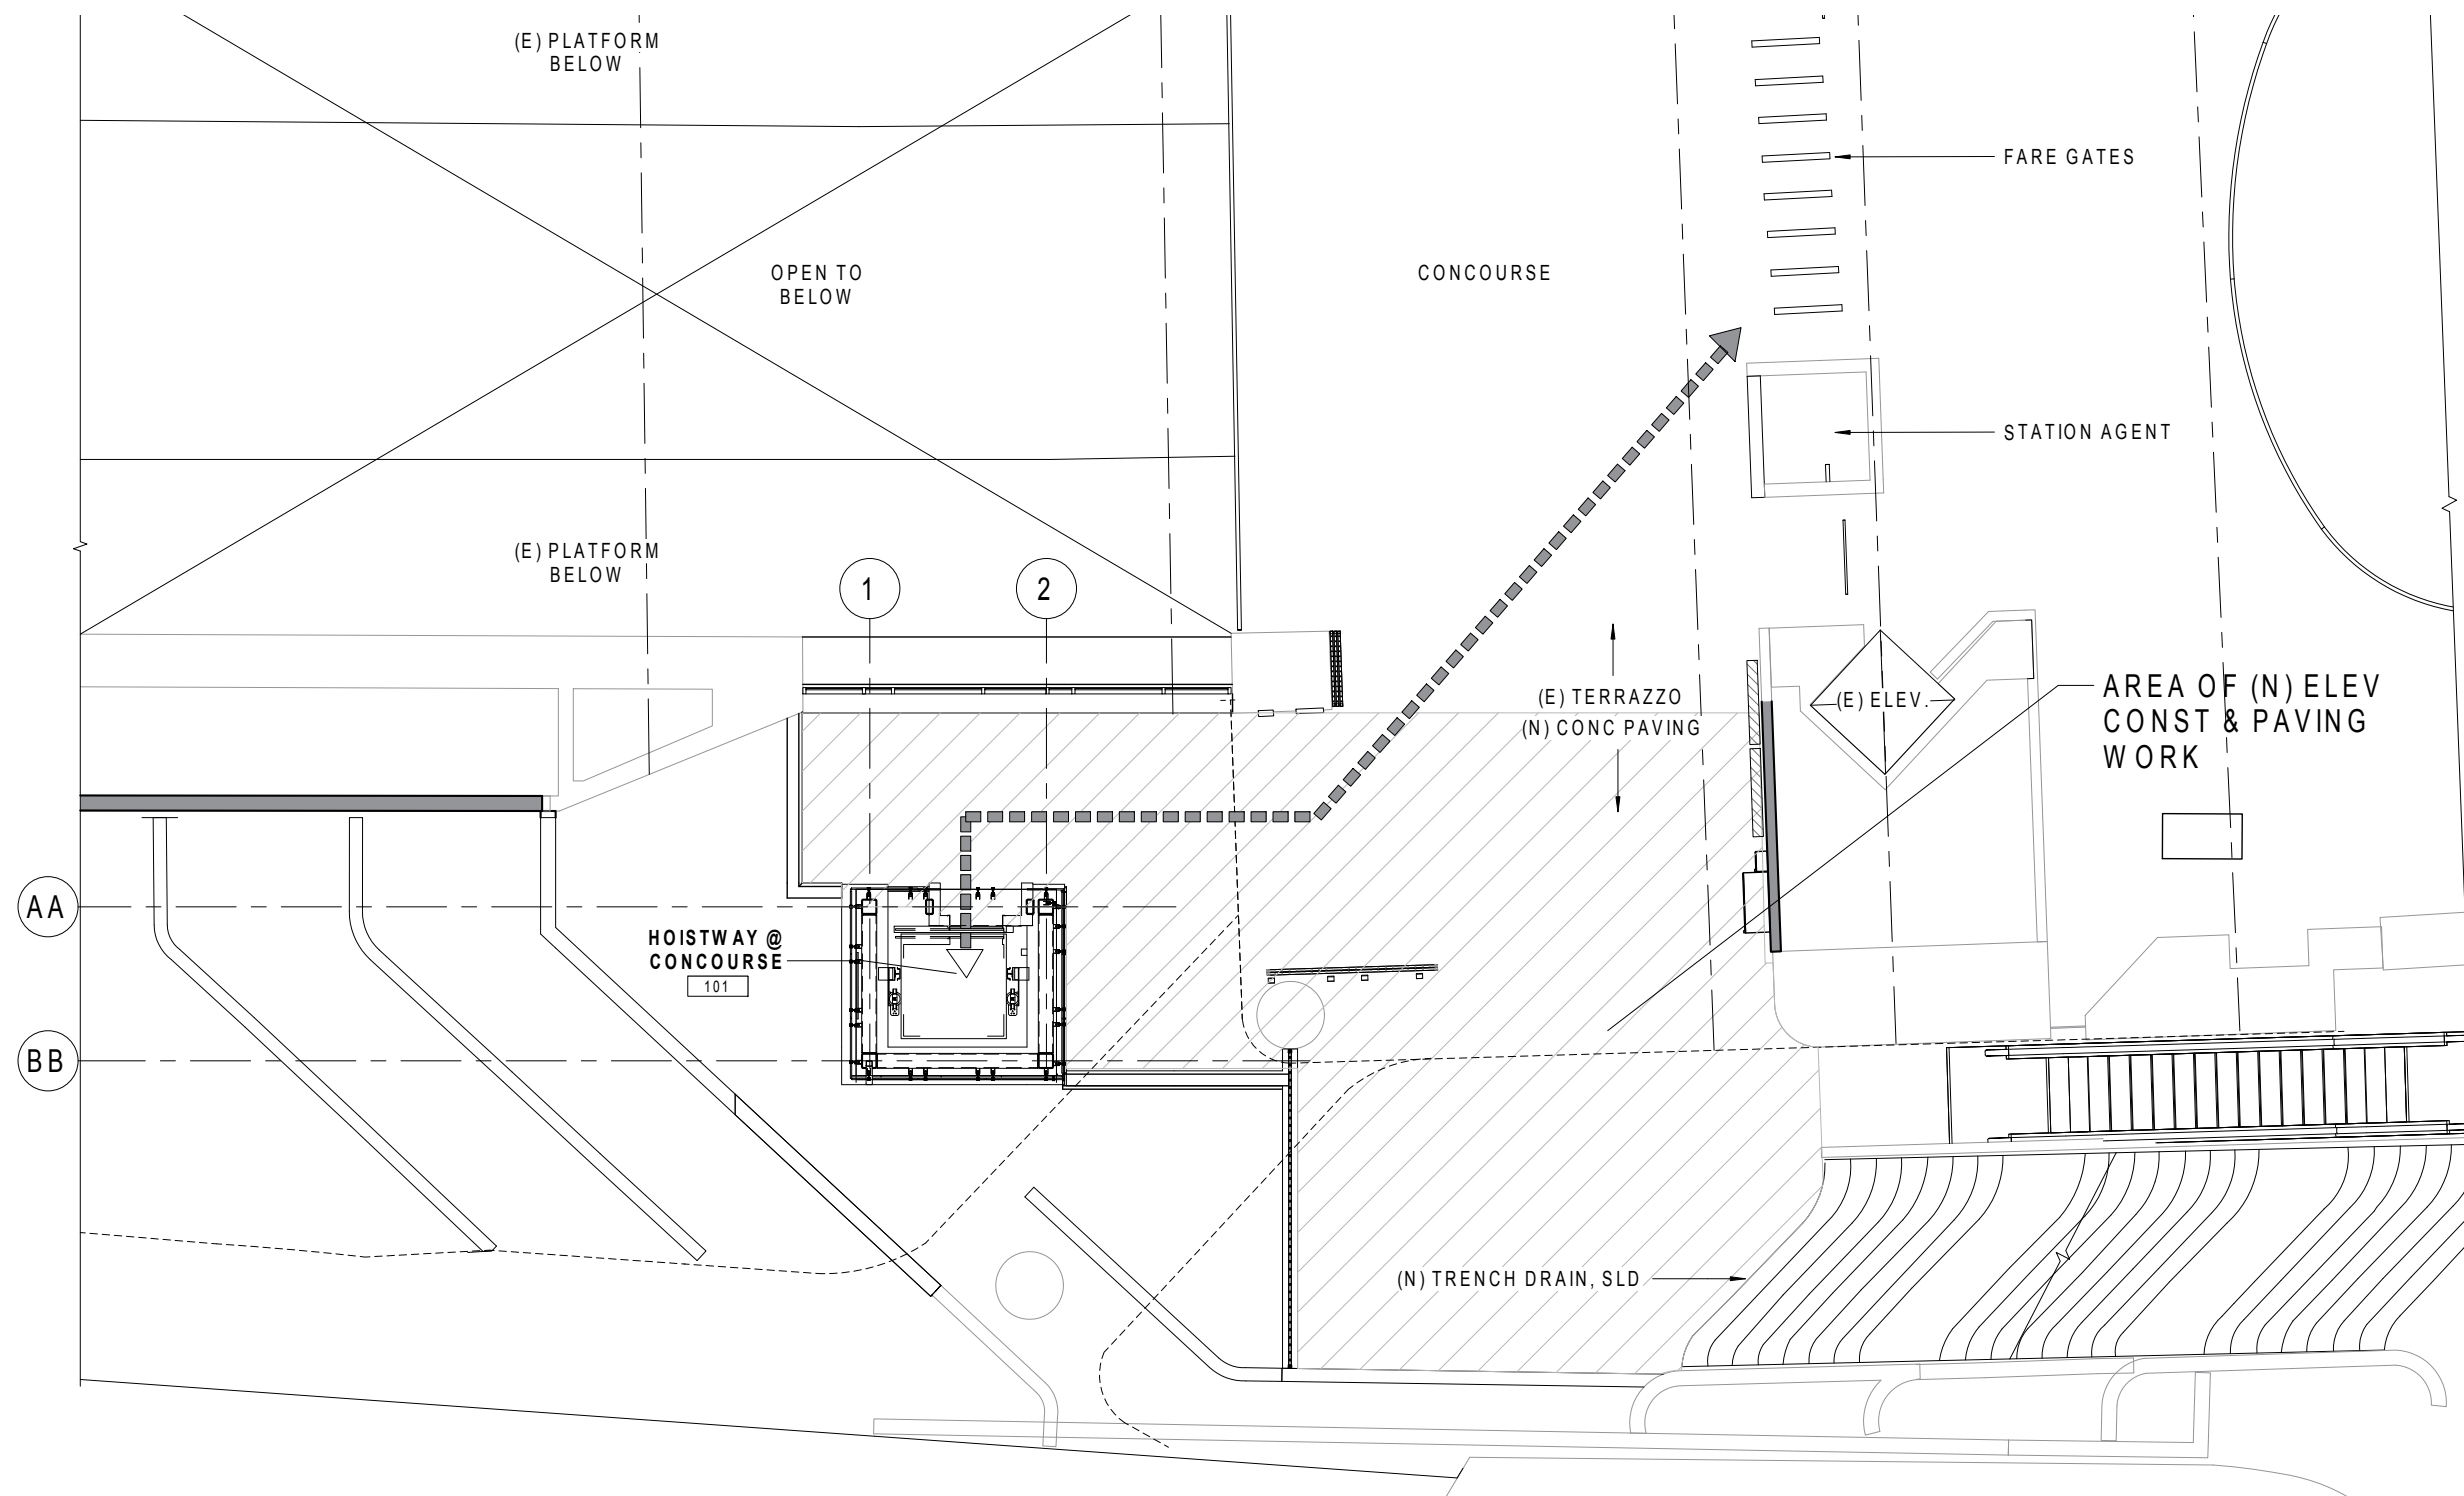 (E) PLATFORM
BELOW
FARE GATES
OPEN TO
BELOW
CONCOURSE
STATION AGENT
(E) PLATFORM
BELOW
1
2
(E) TERRAZZO
(N) CONC PAVING
(E) ELEV.
AREA OF (N) ELEV
CONST & PAVING
WORK
AA
HOISTWAY @
CONCOURSE
101
BB
(N) TRENCH DRAIN, SLD